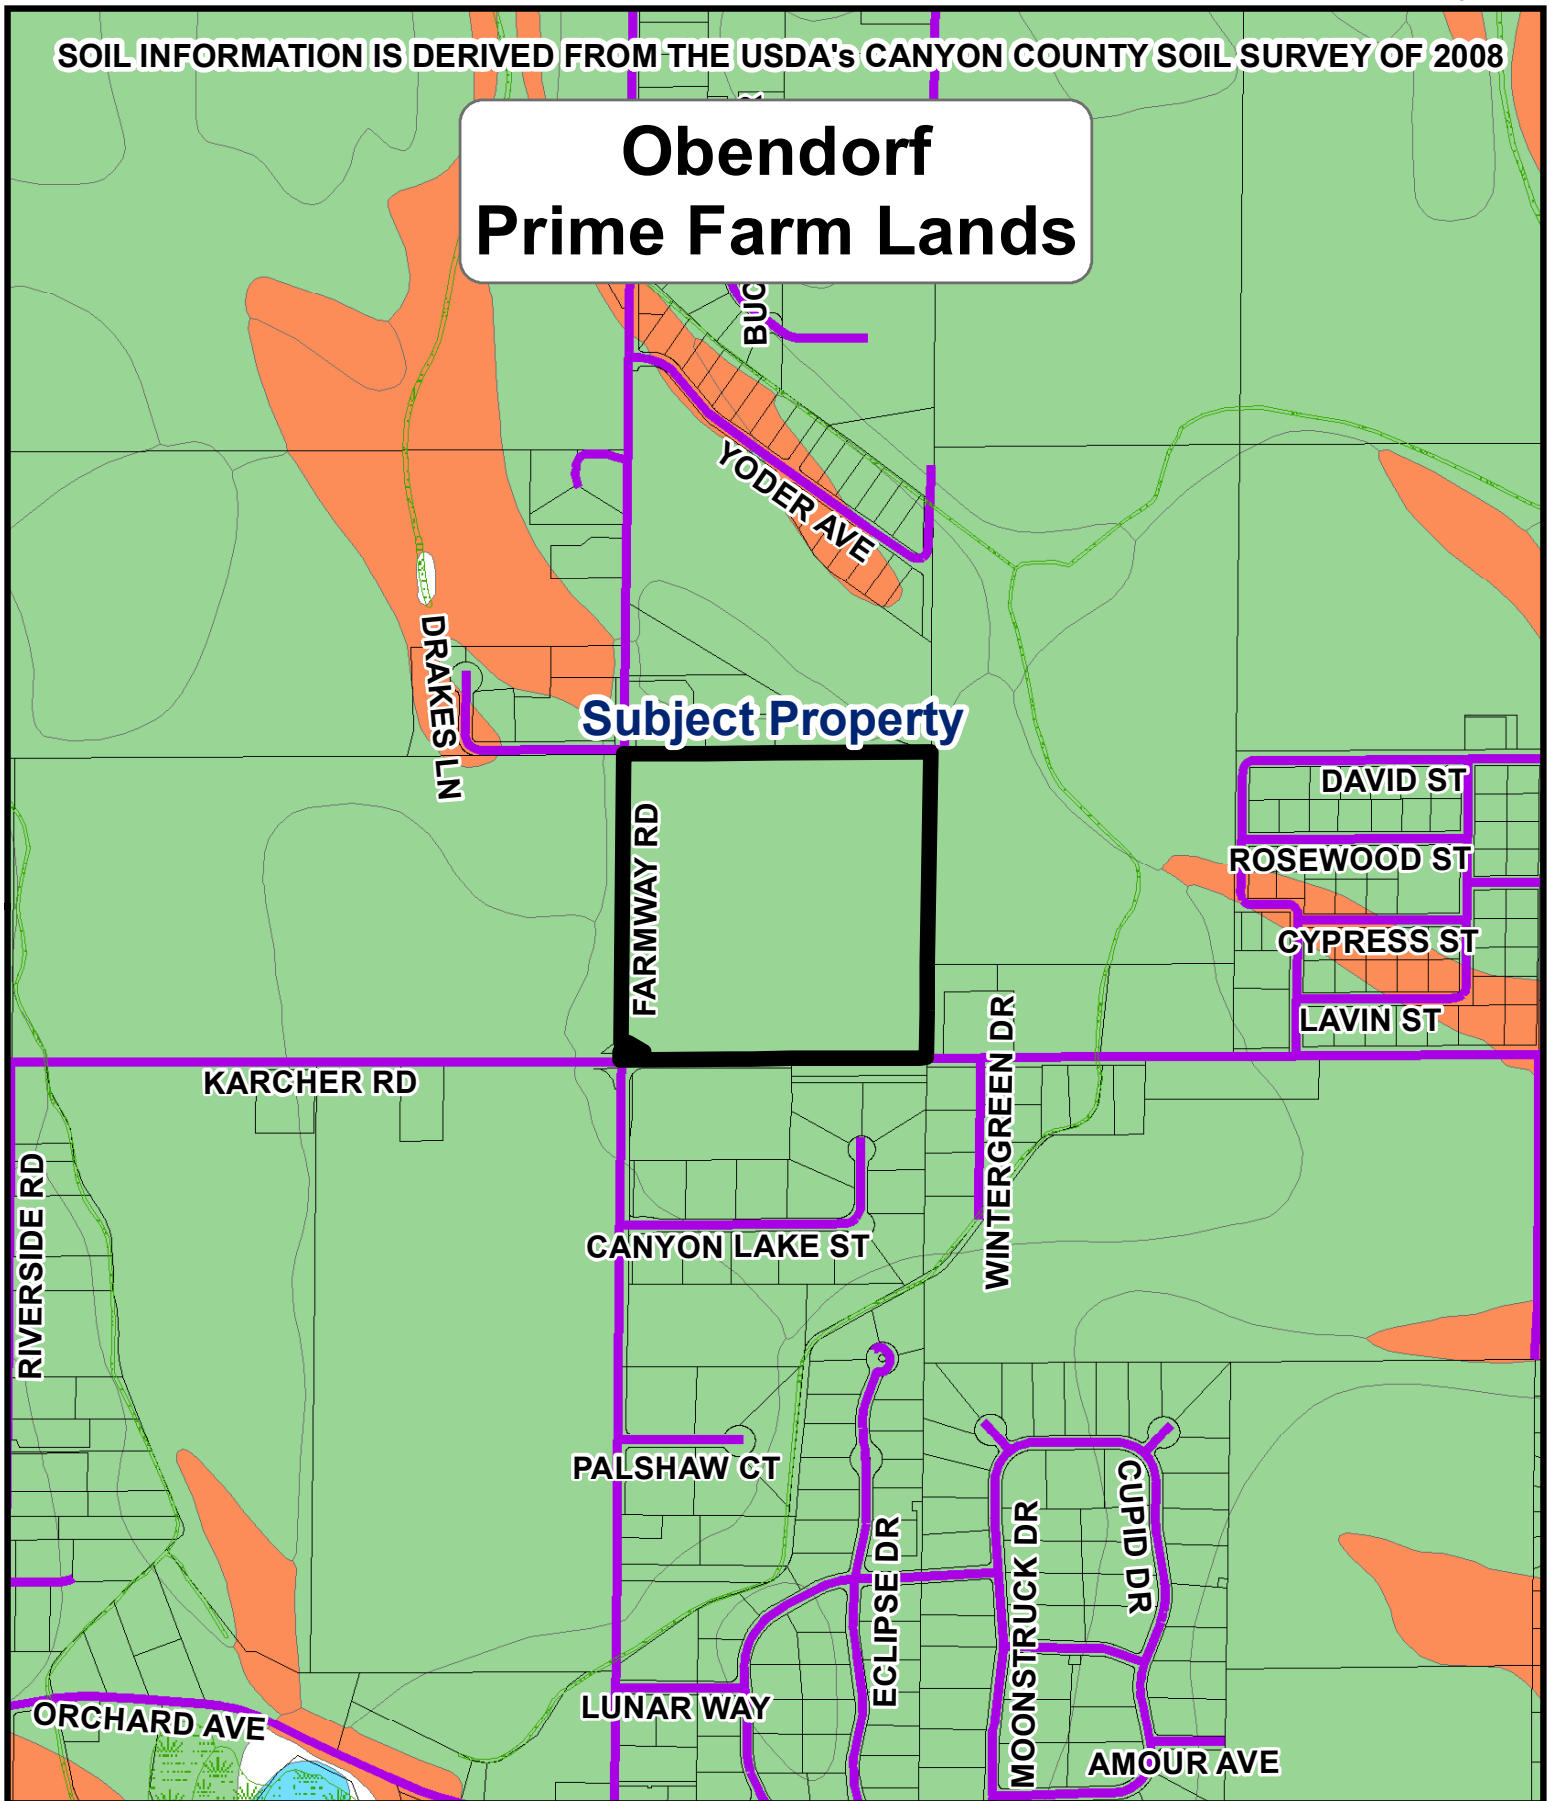 SOIL INFORMATION IS DERIVED FROM THE USDA's CANYON COUNTY SOIL SURVEY OF 2008
Obendorf
Prime Farm Lands
YODER AVE
DRAKES LN
Subject Property
FARMWAY RD
DAVID ST
ROSEWOOD ST
CYPRESS ST
LAVIN ST
KARCHER RD
WINTERGREEN DR
RIVERSIDE RD
CANYON LAKE ST
PALSHAW CT
CUPID DR
MOONSTRUCK DR
ECLIPSE DR
LUNAR WAY
ORCHARD AVE
AMOUR AVE